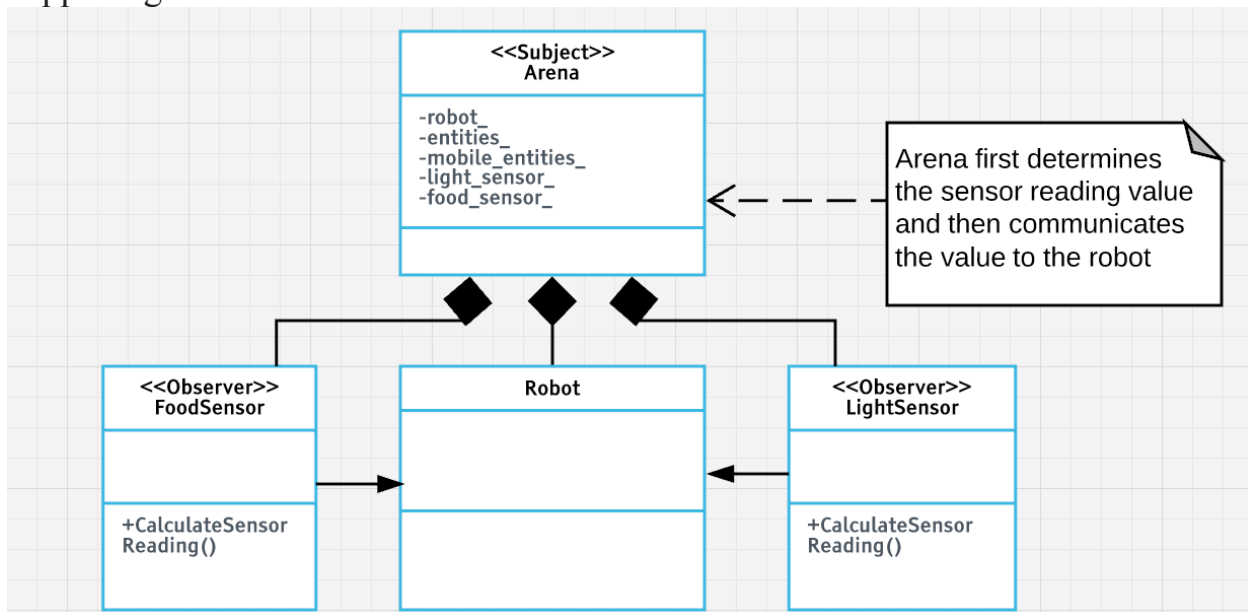 <<Subject>>
Arena
-robot_
-entities_
-mobile_entities_
-light_sensor_
-food_sensor_
Arena first determines
the sensor reading value
and then communicates
the value to the robot
<<Observer>>
FoodSensor
+CalculateSensor
Reading()
Robot
<<Observer>>
LightSensor
+CalculateSensor
Reading()